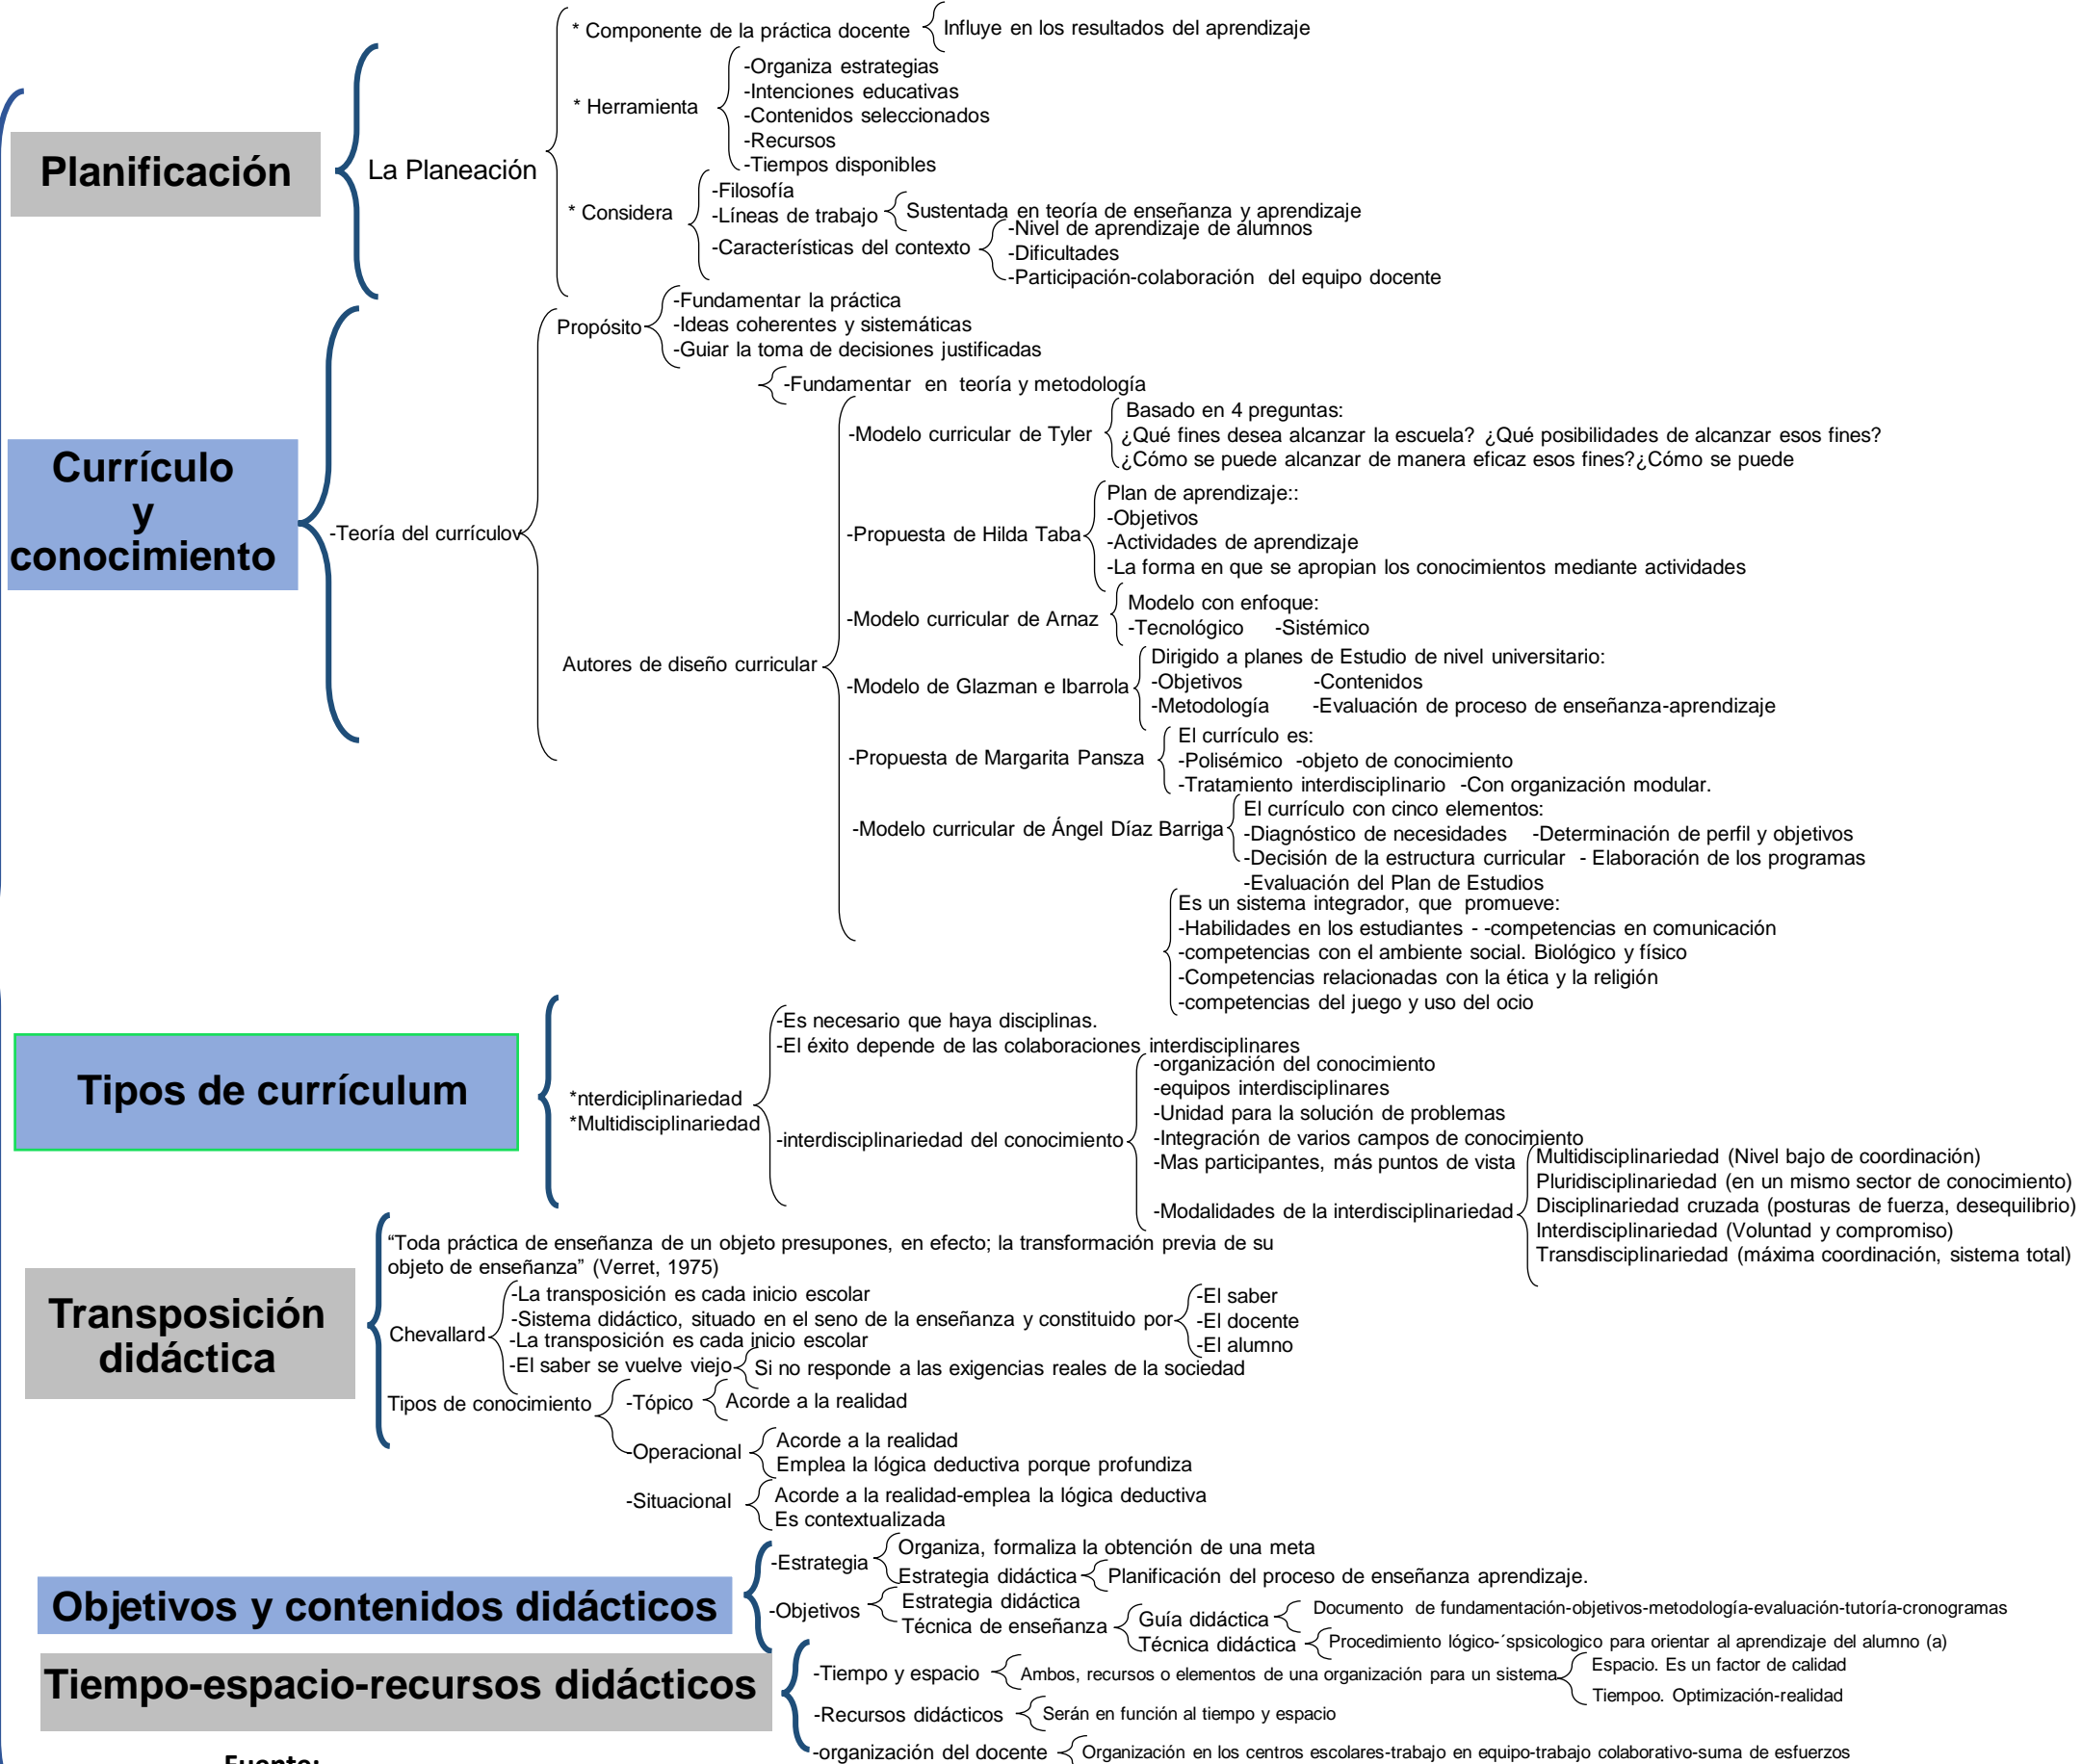 Planificación
La Planeación
* Componente de la práctica docente
Influye en los resultados del aprendizaje
* Herramienta
-Organiza estrategias
-Intenciones educativas
-Contenidos seleccionados
-Recursos
-Tiempos disponibles
* Considera
-Filosofía
-Líneas de trabajo
Sustentada en teoría de enseñanza y aprendizaje
-Características del contexto
-Nivel de aprendizaje de alumnos
-Dificultades
-Participación-colaboración del equipo docente
Currículo
y
conocimiento
-Teoría del currículov
Propósito
-Fundamentar la práctica
-Ideas coherentes y sistemáticas
-Guiar la toma de decisiones justificadas
-Fundamentar en teoría y metodología
Autores de diseño curricular
-Modelo curricular de Tyler
Basado en 4 preguntas:
¿Qué fines desea alcanzar la escuela? ¿Qué posibilidades de alcanzar esos fines?
¿Cómo se puede alcanzar de manera eficaz esos fines?¿Cómo se puede
-Propuesta de Hilda Taba
Plan de aprendizaje::
-Objetivos
-Actividades de aprendizaje
-La forma en que se apropian los conocimientos mediante actividades
-Modelo curricular de Arnaz
Modelo con enfoque:
-Tecnológico -Sistémico
-Modelo de Glazman e Ibarrola
Dirigido a planes de Estudio de nivel universitario:
-Objetivos -Contenidos
-Metodología -Evaluación de proceso de enseñanza-aprendizaje
-Propuesta de Margarita Pansza
El currículo es:
-Polisémico -objeto de conocimiento
-Tratamiento interdisciplinario -Con organización modular.
-Modelo curricular de Ángel Díaz Barriga
El currículo con cinco elementos:
-Diagnóstico de necesidades -Determinación de perfil y objetivos
-Decisión de la estructura curricular - Elaboración de los programas
-Evaluación del Plan de Estudios
Es un sistema integrador, que promueve:
-Habilidades en los estudiantes - -competencias en comunicación
-competencias con el ambiente social. Biológico y físico
-Competencias relacionadas con la ética y la religión
-competencias del juego y uso del ocio
Tipos de currículum
*nterdiciplinariedad
*Multidisciplinariedad
-Es necesario que haya disciplinas.
-El éxito depende de las colaboraciones interdisciplinares
-interdisciplinariedad del conocimiento
-organización del conocimiento
-equipos interdisciplinares
-Unidad para la solución de problemas
-Integración de varios campos de conocimiento
-Mas participantes, más puntos de vista
-Modalidades de la interdisciplinariedad
Multidisciplinariedad (Nivel bajo de coordinación)
Pluridisciplinariedad (en un mismo sector de conocimiento)
Disciplinariedad cruzada (posturas de fuerza, desequilibrio)
Interdisciplinariedad (Voluntad y compromiso)
Transdisciplinariedad (máxima coordinación, sistema total)
Transposición
didáctica
“Toda práctica de enseñanza de un objeto presupones, en efecto; la transformación previa de su
objeto de enseñanza” (Verret, 1975)
Chevallard
-La transposición es cada inicio escolar
-Sistema didáctico, situado en el seno de la enseñanza y constituido por
-El saber
-El docente
-El alumno
-La transposición es cada inicio escolar
-El saber se vuelve viejo
Si no responde a las exigencias reales de la sociedad
Tipos de conocimiento
-Tópico
Acorde a la realidad
-Operacional
Acorde a la realidad
Emplea la lógica deductiva porque profundiza
-Situacional
Acorde a la realidad-emplea la lógica deductiva
Es contextualizada
Objetivos y contenidos didácticos
-Estrategia
Organiza, formaliza la obtención de una meta
Estrategia didáctica
Planificación del proceso de enseñanza aprendizaje.
-Objetivos
Estrategia didáctica
Técnica de enseñanza
Guía didáctica
Documento de fundamentación-objetivos-metodología-evaluación-tutoría-cronogramas
Técnica didáctica
Procedimiento lógico-´spsicologico para orientar al aprendizaje del alumno (a)
Tiempo-espacio-recursos didácticos
-Tiempo y espacio
Ambos, recursos o elementos de una organización para un sistema
Espacio. Es un factor de calidad
Tiempoo. Optimización-realidad
-Recursos didácticos
Serán en función al tiempo y espacio
-organización del docente
Organización en los centros escolares-trabajo en equipo-trabajo colaborativo-suma de esfuerzos
Fuente: